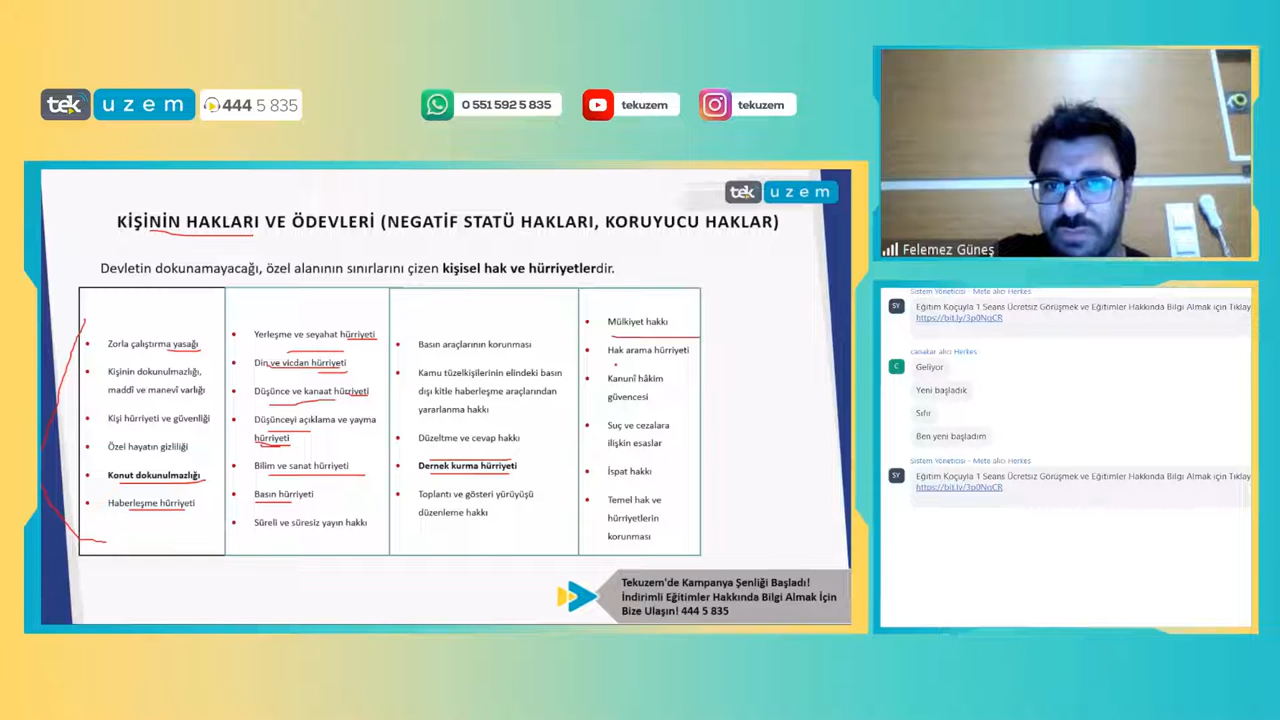 tek uzem 444 5 835
0 551 592 5 835
tekuzem
tekuzem
tek uzem
KİŞİNİN HAKLARI VE ÖDEVLERİ (NEGATİF STATÜ HAKLARI, KORUYUCU HAKLAR)
Devletin dokunamayacağı, özel alanının sınırlarını çizen kişisel hak ve hürriyetlerdir.
Zorla çalıştırma yasağı
Kişinin dokunulmazlığı,
maddî ve manevî varlığı
Kişi hürriyeti ve güvenliği
Özel hayatın gizliliği
Konut dokunulmazlığı
Haberleşme hürriyeti
Yerleşme ve seyahat hürriyeti
Din ve vicdan hürriyeti
Düşünce ve kanaat hürriyeti
Düşünceyi açıklama ve yayma
hürriyeti
Bilim ve sanat hürriyeti
Basın hürriyeti
Süreli ve süresiz yayın hakkı
Basın araçlarının korunması
Kamu tüzelkişilerinin elindeki basın
dışı kitle haberleşme araçlarından
yararlanma hakkı
Düzeltme ve cevap hakkı
Dernek kurma hürriyeti
Toplantı ve gösteri yürüyüşü
düzenleme hakkı
Mülkiyet hakkı
Hak arama hürriyeti
Kanunî hâkim
güvencesi
Suç ve cezalara
ilişkin esaslar
İspat hakkı
Temel hak ve
hürriyetlerin
korunması
Tekuzem'de Kampanya Şenliği Başladı!
İndirimli Eğitimler Hakkında Bilgi Almak İçin
Bize Ulaşın! 444 5 835
Felemez Güneş
Sistem Yöneticisi - Mete alıcı Herkes
SY
Eğitim Koçuyla 1 Seans Ücretsiz Görüşmek ve Eğitimler Hakkında Bilgi Almak için Tıklay
https://bit.ly/3p0NqCR
canakar alıcı Herkes
C
Geliyor
Yeni başladık
Sıfır
Ben yeni başladım
Sistem Yöneticisi - Mete alıcı Herkes
SY
Eğitim Koçuyla 1 Seans Ücretsiz Görüşmek ve Eğitimler Hakkında Bilgi Almak için Tıklay
https://bit.ly/3p0NqCR